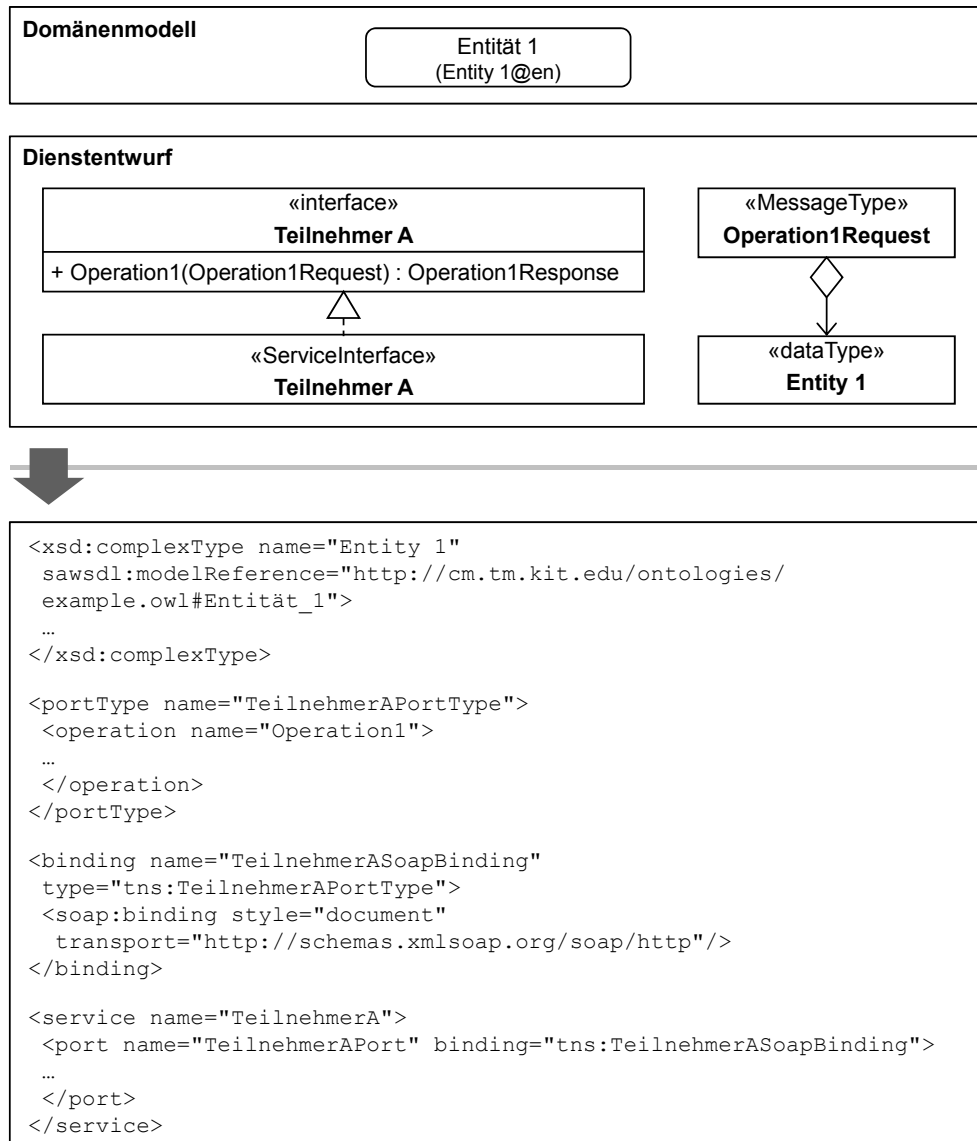 Domänenmodell
Entität 1
(Entity 1@en)
Dienstentwurf
«interface»
Teilnehmer A
+ Operation1(Operation1Request) : Operation1Response
«ServiceInterface»
Teilnehmer A
«MessageType»
Operation1Request
«dataType»
Entity 1
<xsd:complexType name="Entity 1"
sawsdl:modelReference="http://cm.tm.kit.edu/ontologies/
example.owl#Entität_1">
…
</xsd:complexType>
<portType name="TeilnehmerAPortType">
<operation name="Operation1">
…
</operation>
</portType>
<binding name="TeilnehmerASoapBinding"
type="tns:TeilnehmerAPortType">
<soap:binding style="document"
transport="http://schemas.xmlsoap.org/soap/http"/>
</binding>
<service name="TeilnehmerA">
<port name="TeilnehmerAPort" binding="tns:TeilnehmerASoapBinding">
…
</port>
</service>